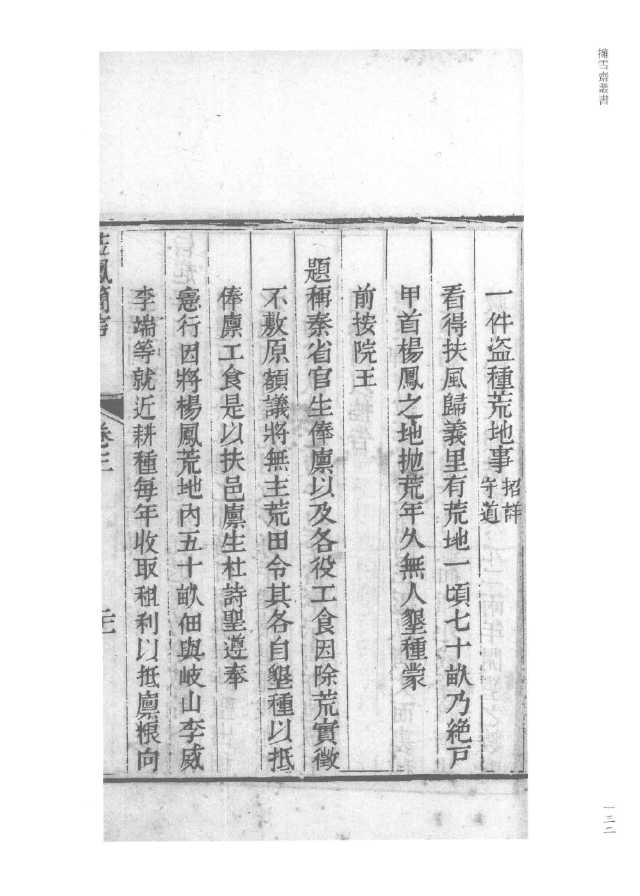 擁雪齋叢書
一件盜種荒地事 招詳守道
看得扶風歸義里有荒地一頃七十畝乃絶戸
甲首楊鳳之地抛荒年久無人墾種蒙
前按院王
題稱秦省官生俸廪以及各役工食因除荒實徵
不敷原額議將無主荒田令其各自墾種以抵
俸廪工食是以扶邑廪生杜詩聖遵奉
憲行因將楊鳳荒地內五十畝佃與岐山李威
李端等就近耕種每年收取租利以抵廪粮向
卷三
一三二